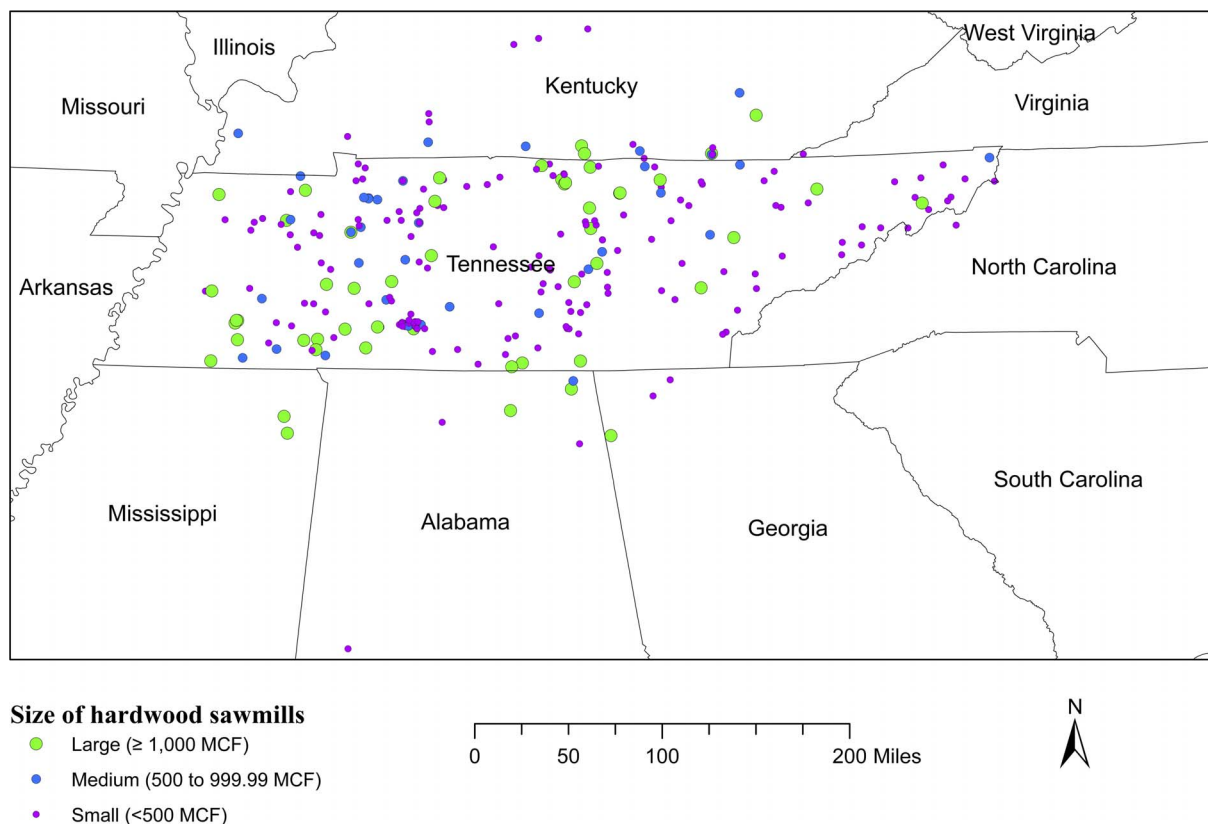 West Virginia
Illinois
Kentucky
Missouri
Virginia
Tennessee
North Carolina
Arkansas
South Carolina
Mississippi
Alabama
Georgia
Size of hardwood sawmills
Large (≥ 1,000 MCF)
Medium (500 to 999.99 MCF)
Small (<500 MCF)
0 50 100 200 Miles
N